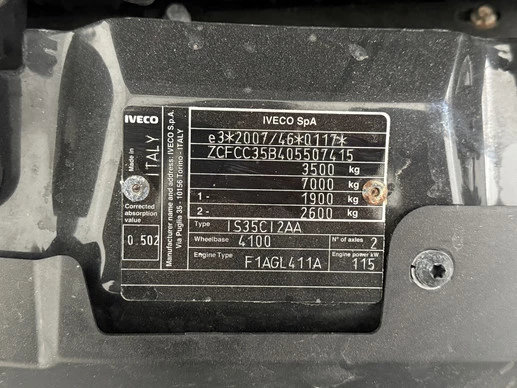 IVECO
Made in
ITALY
Corrected
absorption
value
0.502
Manufacturer name and address: IVECO S.p.A.
Via Puglia 35 - 10156 Torino - ITALY
IVECO SpA
e3*2007/46*0117*
ZCFCC35B405507415
3500 kg
7000 kg
1- 1900 kg
2- 2600 kg
Type IS35CI2AA
Wheelbase 4100 N° of axles 2
Engine Type F1AGL411A Engine power kW 115